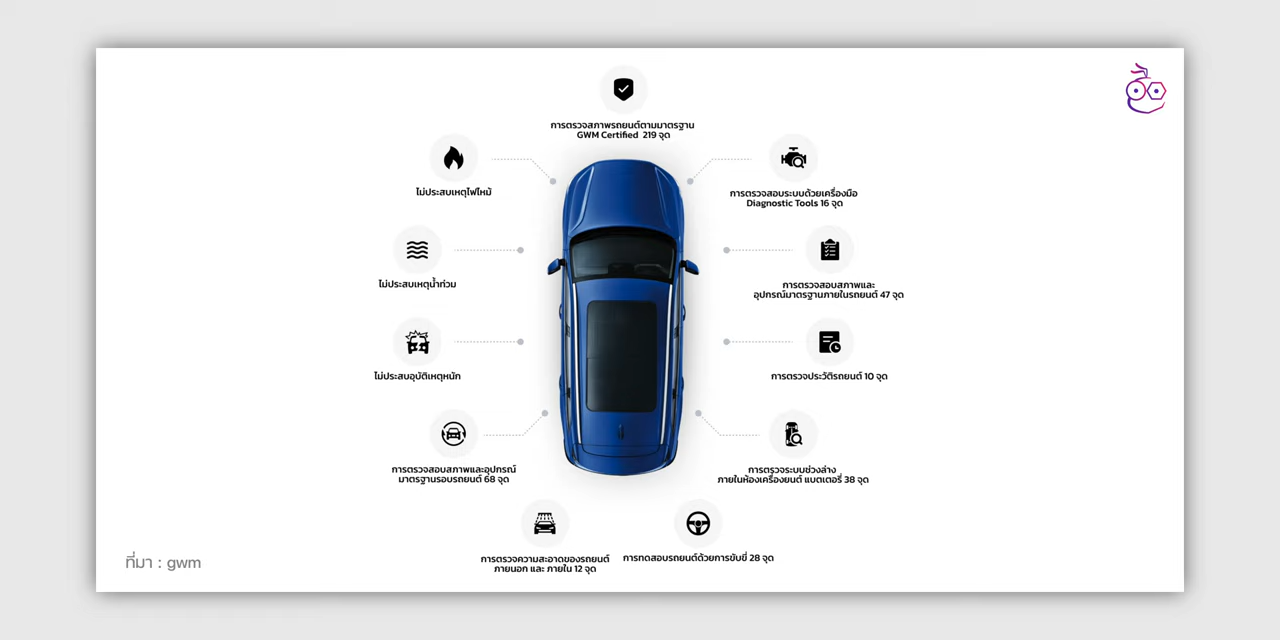 การตรวจสภาพรถยนต์ตามมาตรฐาน
GWM Certified 219 จุด
ไม่ประสบเหตุไฟไหม้
การตรวจสอบระบบด้วยเครื่องมือ
Diagnostic Tools 16 จุด
ไม่ประสบเหตุน้ำท่วม
การตรวจสอบสภาพและ
อุปกรณ์มาตรฐานภายในรถยนต์ 47 จุด
ไม่ประสบอุบัติเหตุหนัก
การตรวจประวัติรถยนต์ 10 จุด
การตรวจสอบสภาพและอุปกรณ์
มาตรฐานรอบรถยนต์ 68 จุด
การตรวจระบบช่วงล่าง
ภายในห้องเครื่องยนต์ แบตเตอรี่ 38 จุด
การตรวจความสะอาดของรถยนต์
ภายนอก และ ภายใน 12 จุด
การทดสอบรถยนต์ด้วยการขับขี่ 28 จุด
ที่มา : gwm